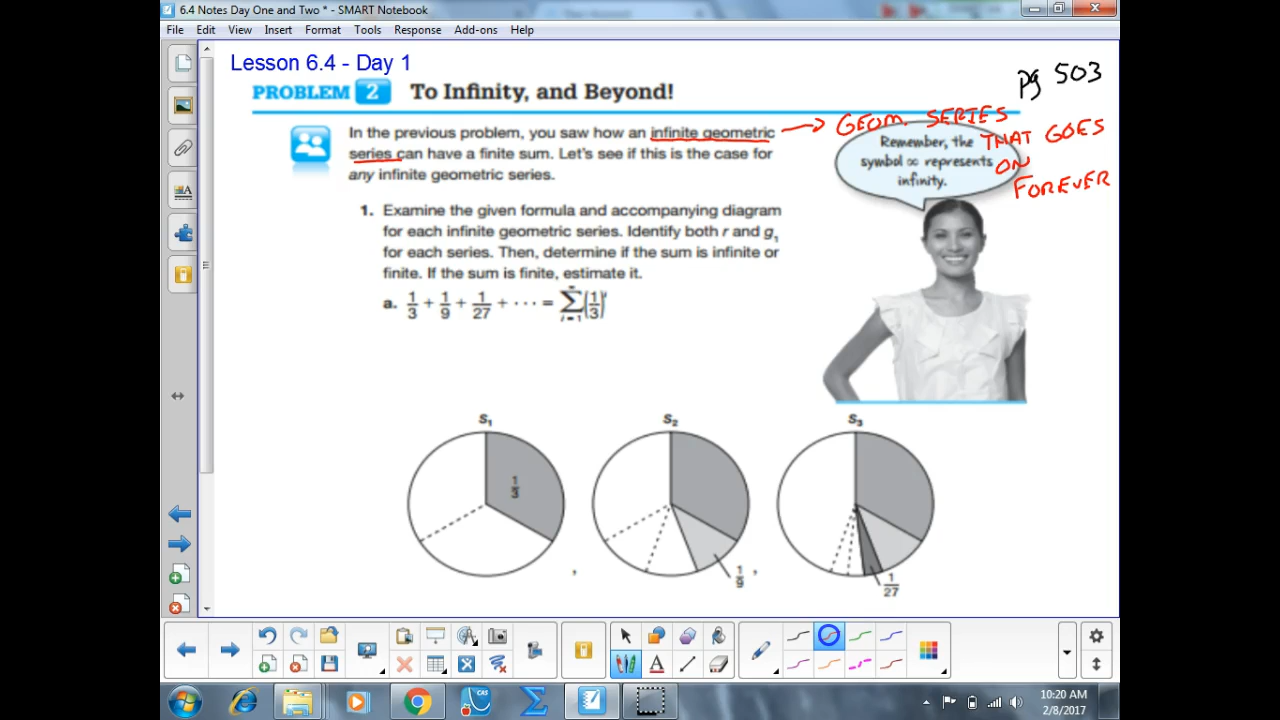 6.4 Notes Day One and Two * - SMART Notebook
File Edit View Insert Format Tools Response Add-ons Help
Lesson 6.4 - Day 1
pg 503
PROBLEM 2 To Infinity, and Beyond!
In the previous problem, you saw how an infinite geometric
series can have a finite sum. Let's see if this is the case for
any infinite geometric series.
→ GEOM. SERIES
THAT GOES
ON
FOREVER
Remember, the
symbol ∞ represents
infinity.
1. Examine the given formula and accompanying diagram
for each infinite geometric series. Identify both r and g₁
for each series. Then, determine if the sum is infinite or
finite. If the sum is finite, estimate it.
a. 1/3 + 1/9 + 1/27 + · · · = ∑ i = 1 ∞ (1/3)^i
S₁ S₂ S₃
1/3
, 1/9 , 1/27
CAS
10:20 AM
2/8/2017